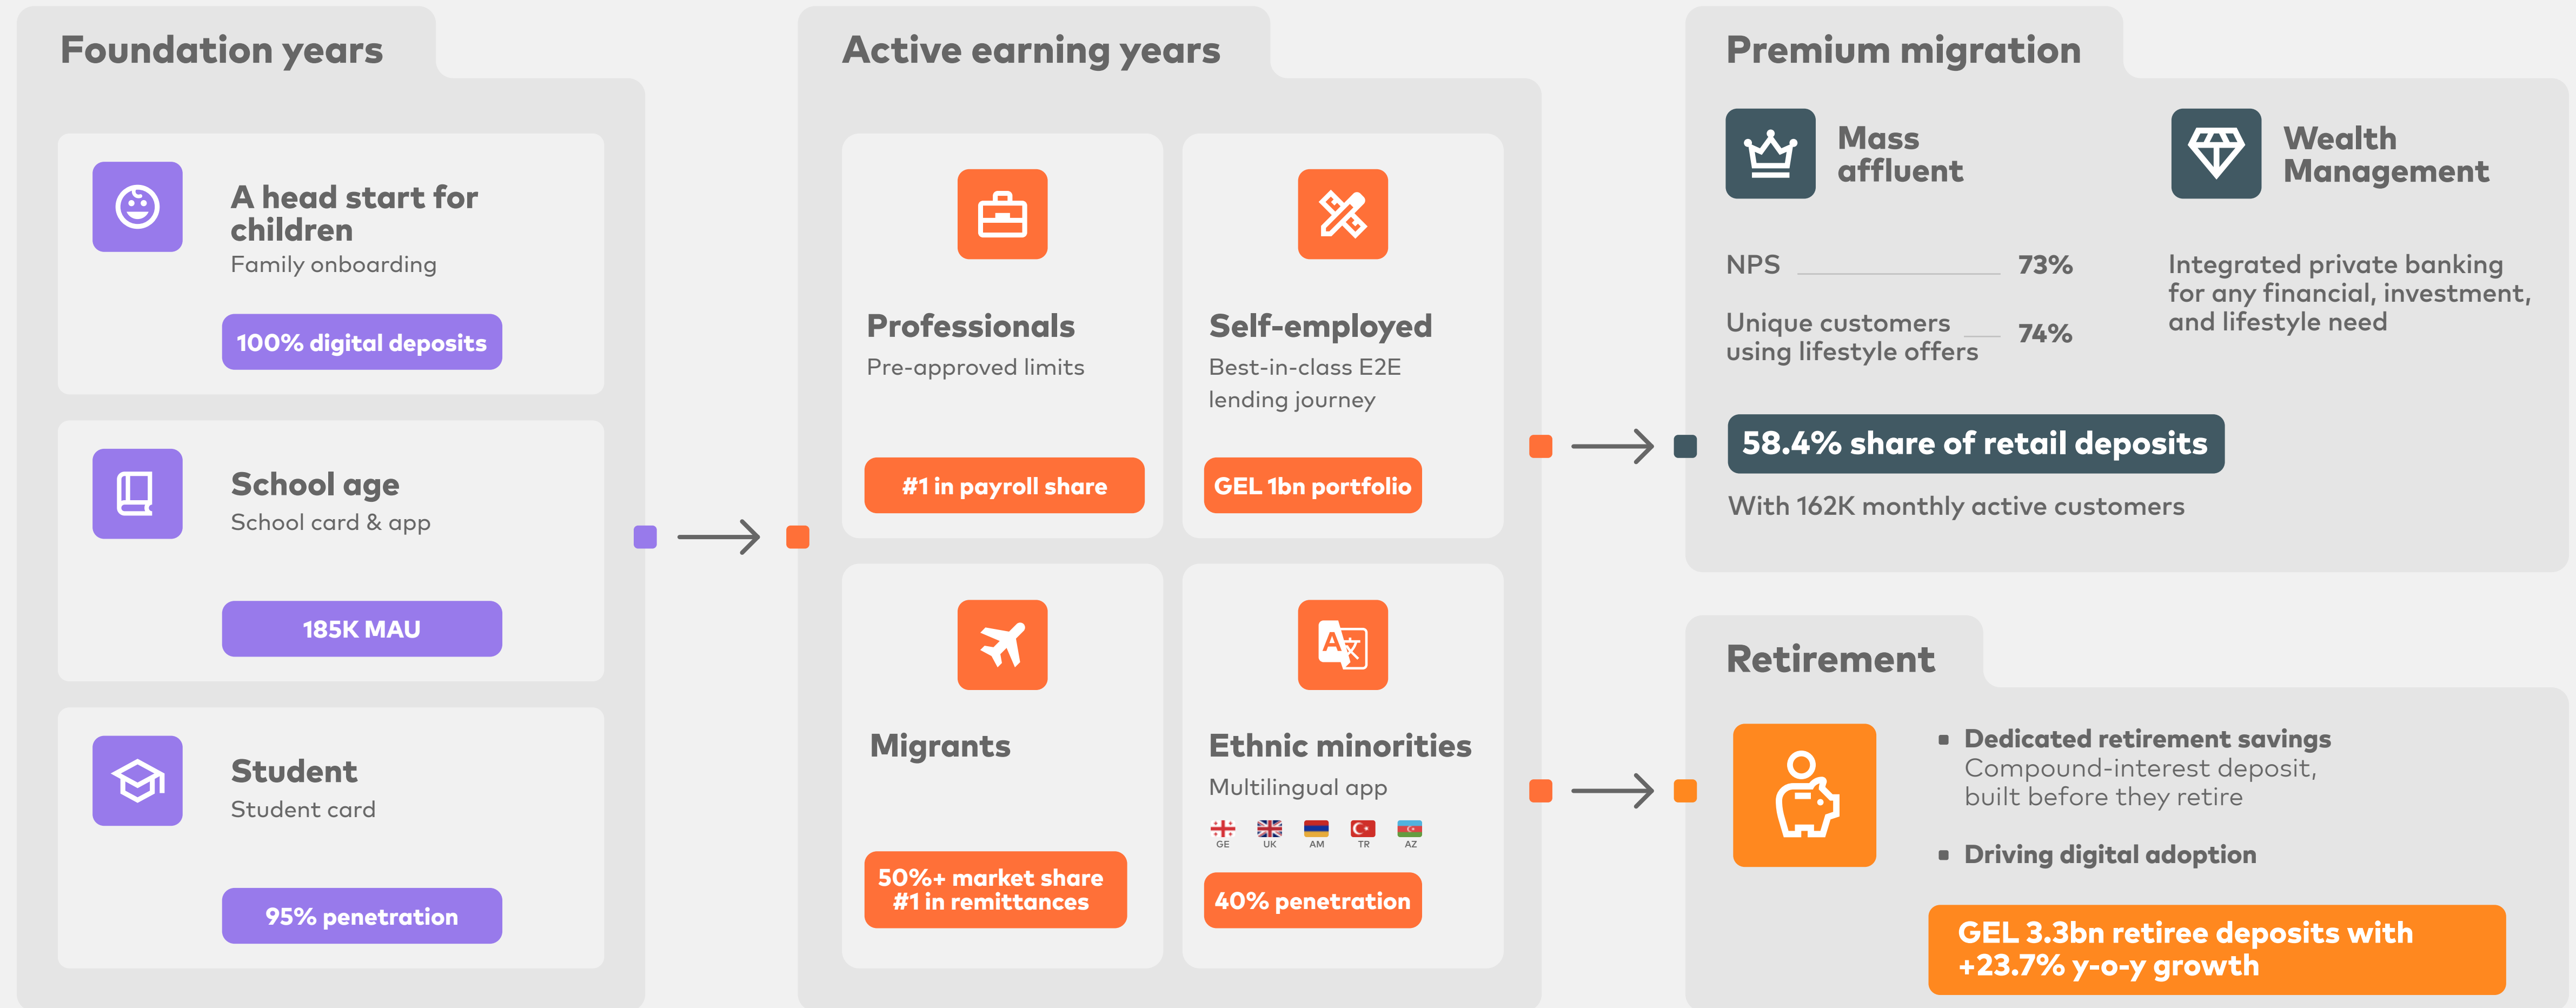 Foundation years
A head start for
children
Family onboarding
100% digital deposits
School age
School card & app
185K MAU
Student
Student card
95% penetration
Active earning years
Professionals
Pre-approved limits
#1 in payroll share
Self-employed
Best-in-class E2E
lending journey
GEL 1bn portfolio
Migrants
50%+ market share
#1 in remittances
Ethnic minorities
Multilingual app
GE UK AM TR AZ
40% penetration
Premium migration
Mass
affluent
NPS 73%
Unique customers
using lifestyle offers 74%
Wealth
Management
Integrated private banking
for any financial, investment,
and lifestyle need
58.4% share of retail deposits
With 162K monthly active customers
Retirement
Dedicated retirement savings
Compound-interest deposit,
built before they retire
Driving digital adoption
GEL 3.3bn retiree deposits with
+23.7% y-o-y growth